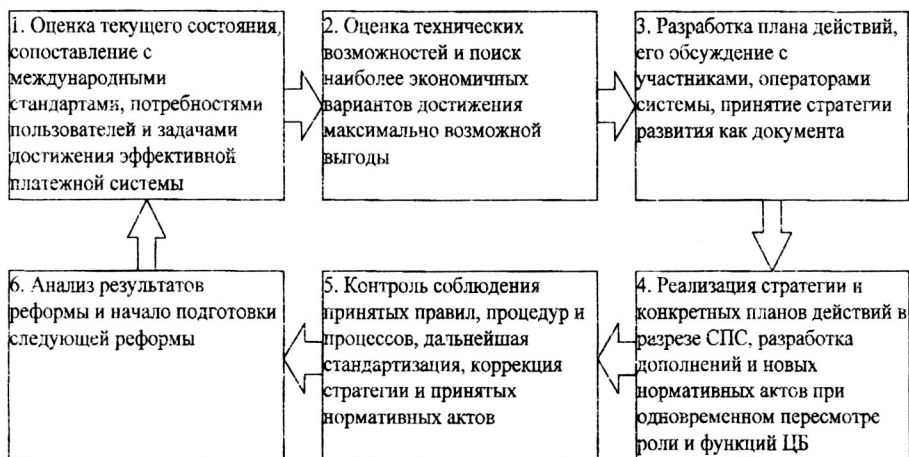 1. Оценка текущего состояния,
сопоставление с
международными
стандартами, потребностями
пользователей и задачами
достижения эффективной
платежной системы
2. Оценка технических
возможностей и поиск
наиболее экономичных
вариантов достижения
максимально возможной
выгоды
3. Разработка плана действий,
его обсуждение с
участниками, операторами
системы, принятие стратегии
развития как документа
6. Анализ результатов
реформы и начало подготовки
следующей реформы
5. Контроль соблюдения
принятых правил, процедур и
процессов, дальнейшая
стандартизация, коррекция
стратегии и принятых
нормативных актов
4. Реализация стратегии и
конкретных планов действий в
разрезе СПС, разработка
дополнений и новых
нормативных актов при
одновременном пересмотре
роли и функций ЦБ